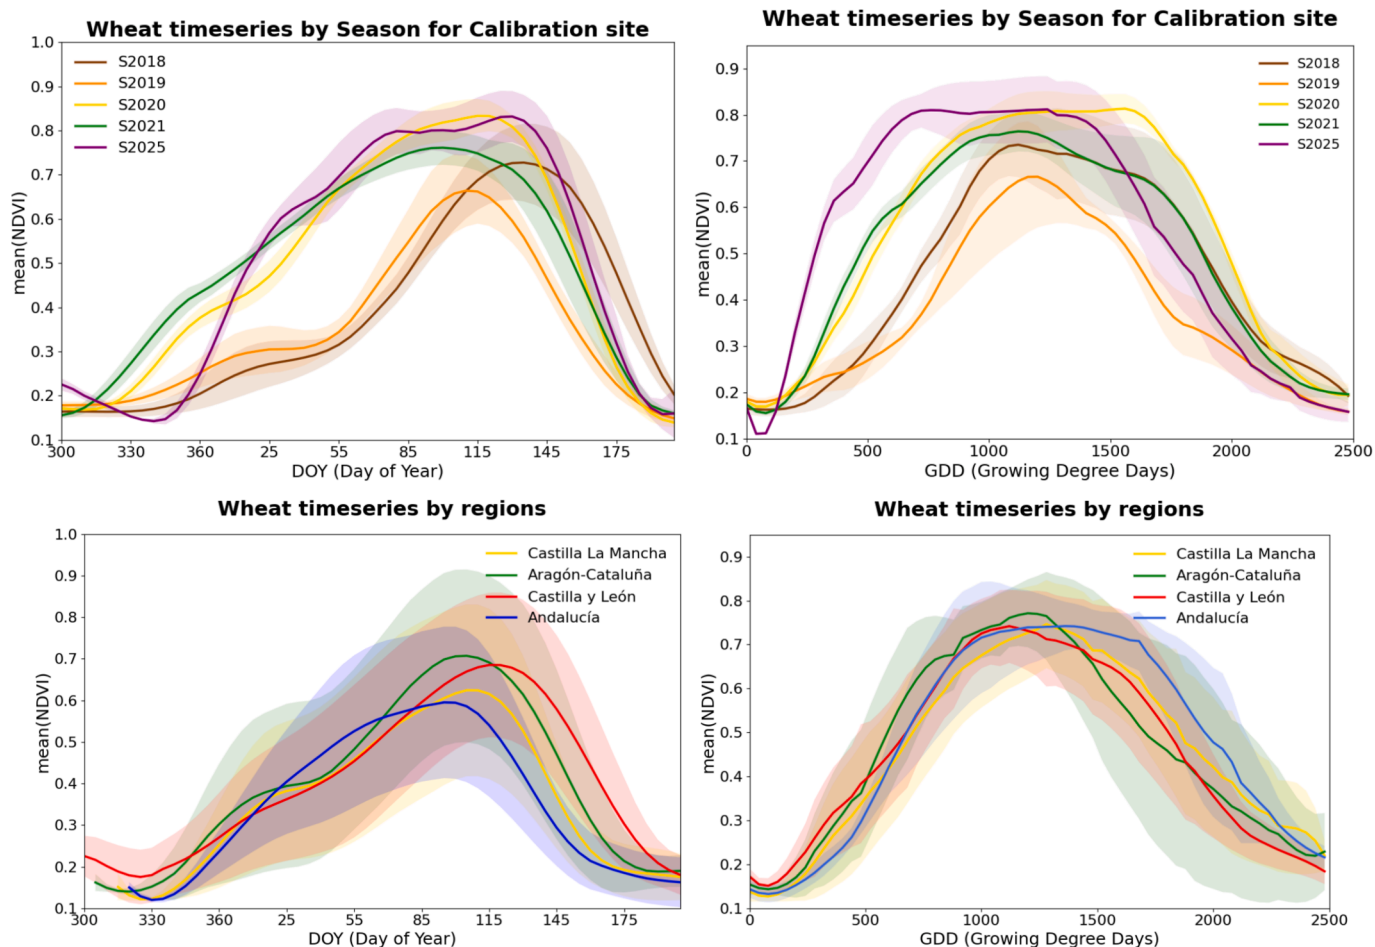 Wheat timeseries by Season for Calibration site
mean(NDVI)
1.0
0.9
0.8
0.7
0.6
0.5
0.4
0.3
0.2
0.1
S2018
S2019
S2020
S2021
S2025
300 330 360 25 55 85 115 145 175
DOY (Day of Year)
Wheat timeseries by Season for Calibration site
mean(NDVI)
0.9
0.8
0.7
0.6
0.5
0.4
0.3
0.2
0.1
S2018
S2019
S2020
S2021
S2025
0 500 1000 1500 2000 2500
GDD (Growing Degree Days)
Wheat timeseries by regions
mean(NDVI)
1.0
0.9
0.8
0.7
0.6
0.5
0.4
0.3
0.2
0.1
Castilla La Mancha
Aragón-Cataluña
Castilla y León
Andalucía
300 330 360 25 55 85 115 145 175
DOY (Day of Year)
Wheat timeseries by regions
mean(NDVI)
0.9
0.8
0.7
0.6
0.5
0.4
0.3
0.2
0.1
Castilla La Mancha
Aragón-Cataluña
Castilla y León
Andalucía
0 500 1000 1500 2000 2500
GDD (Growing Degree Days)